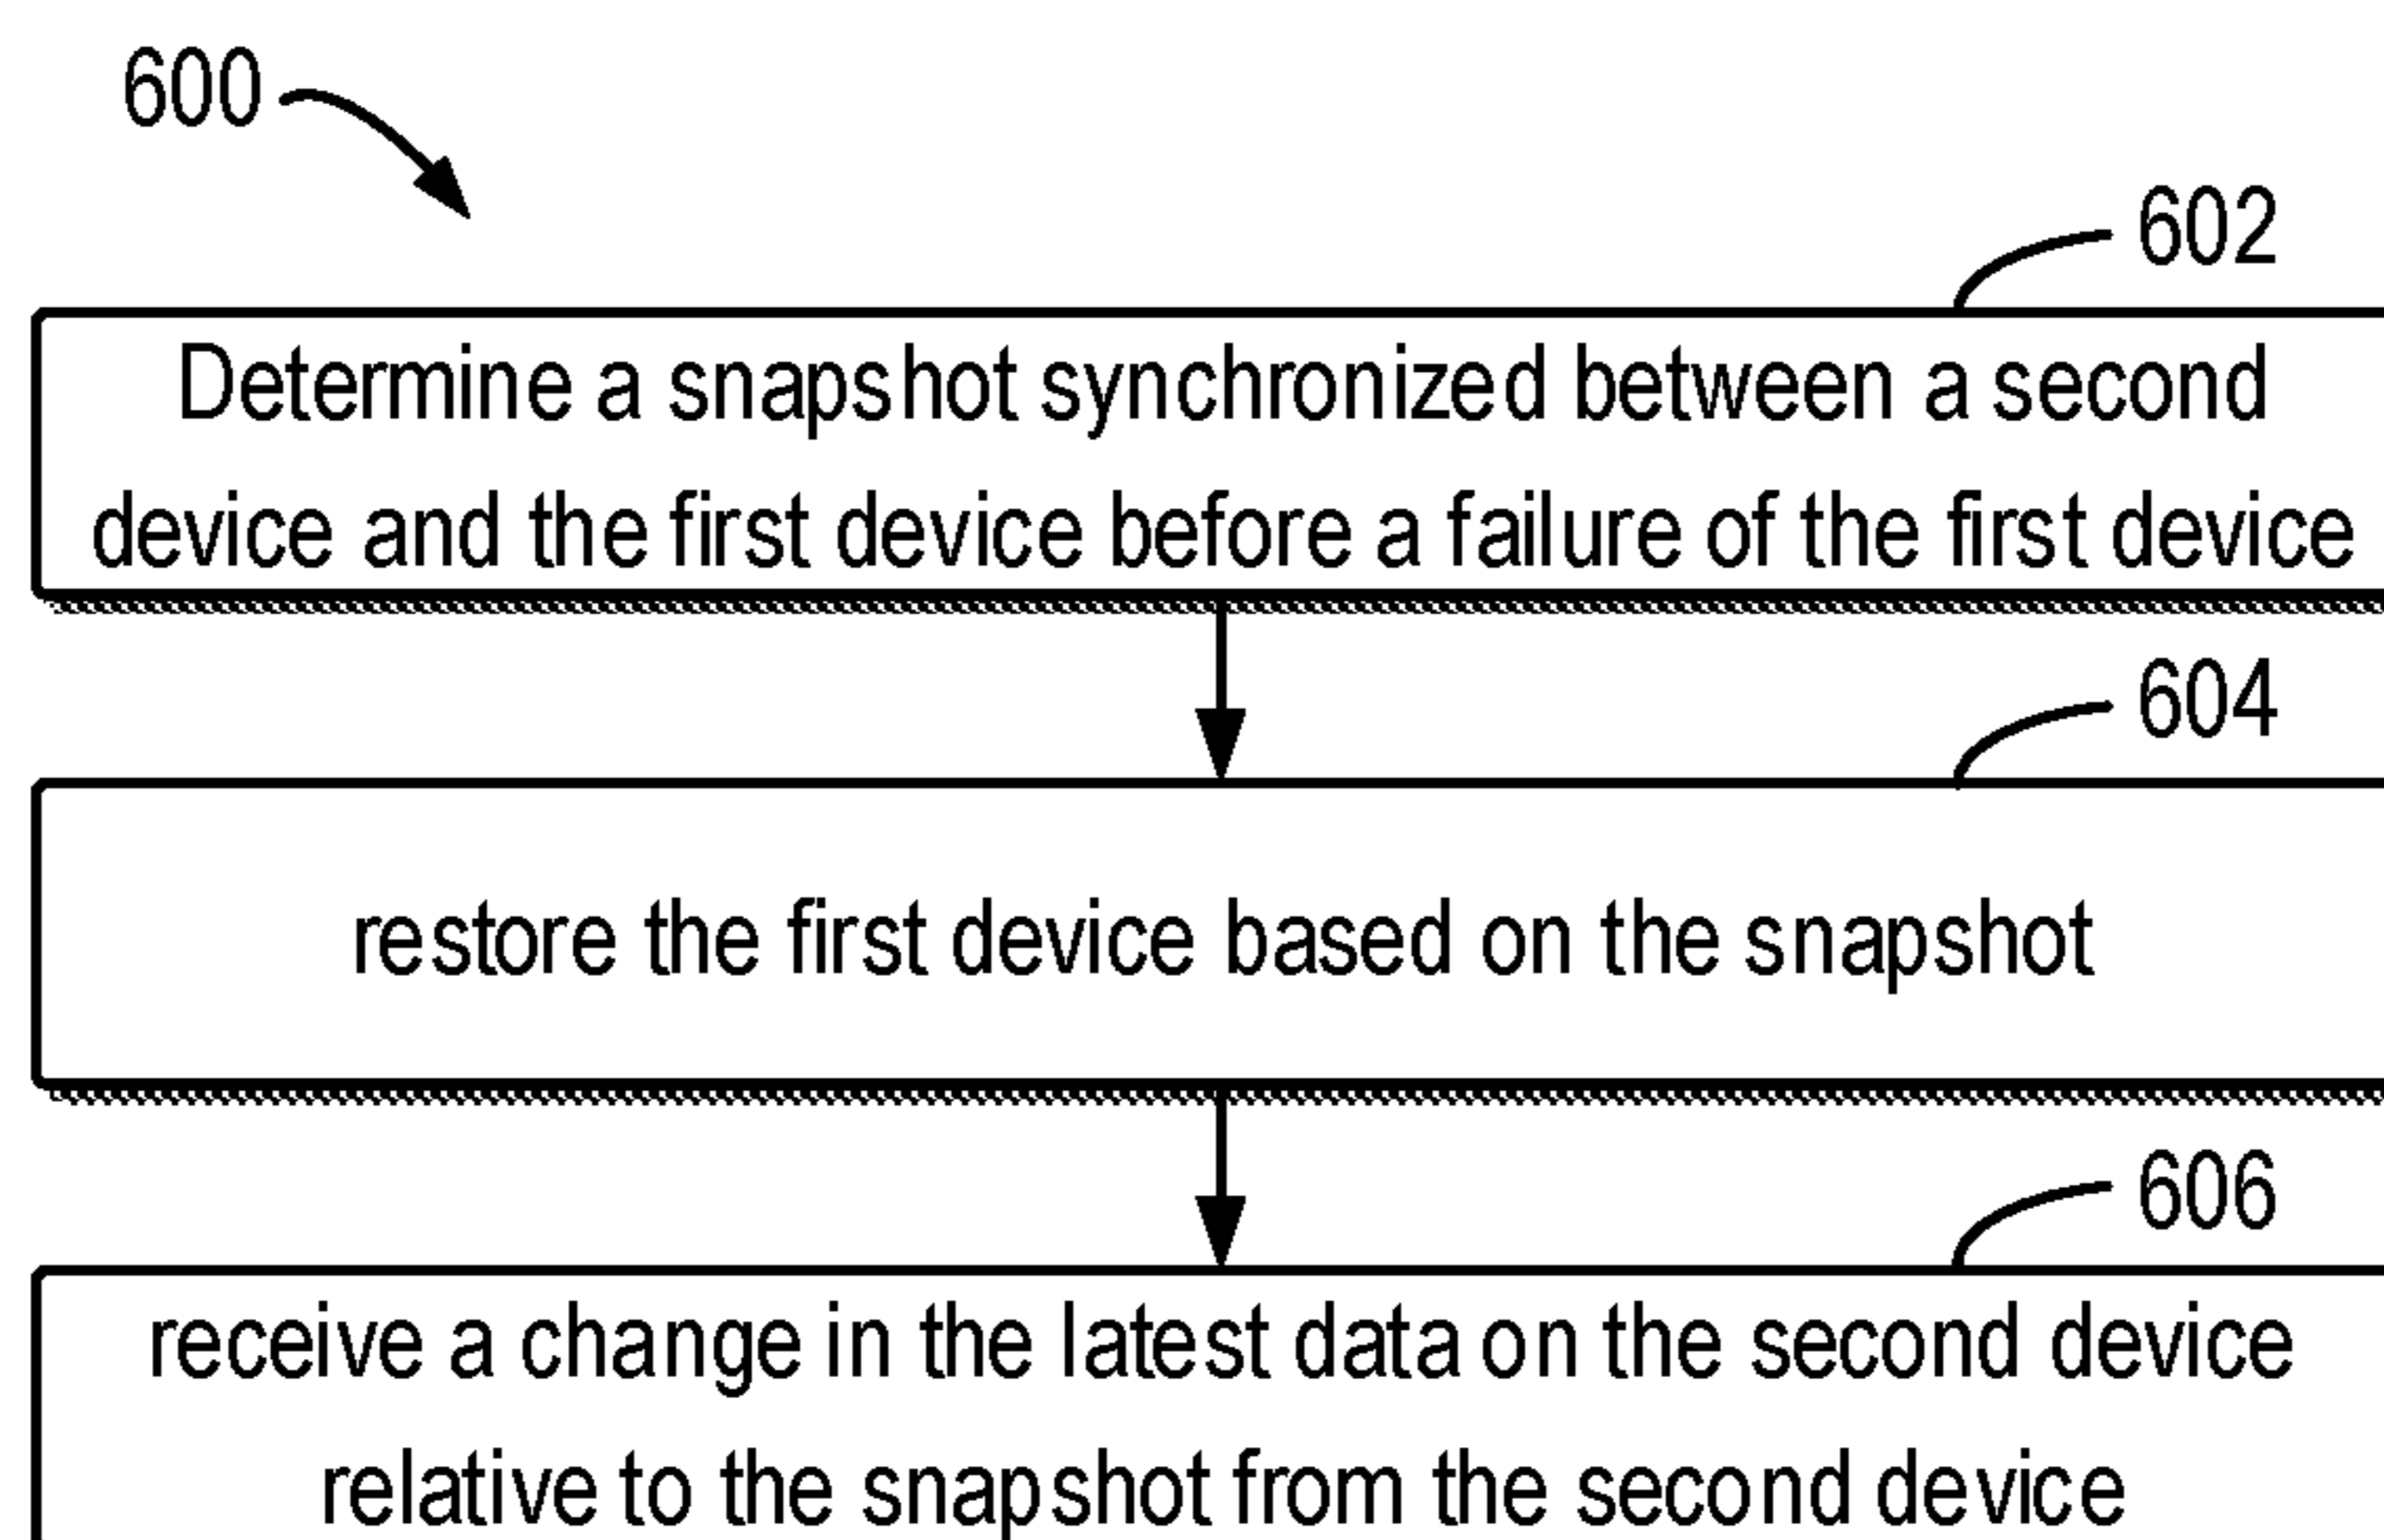 600
602
Determine a snapshot synchronized between a second
device and the first device before a failure of the first device
604
restore the first device based on the snapshot
606
receive a change in the latest data on the second device
relative to the snapshot from the second device